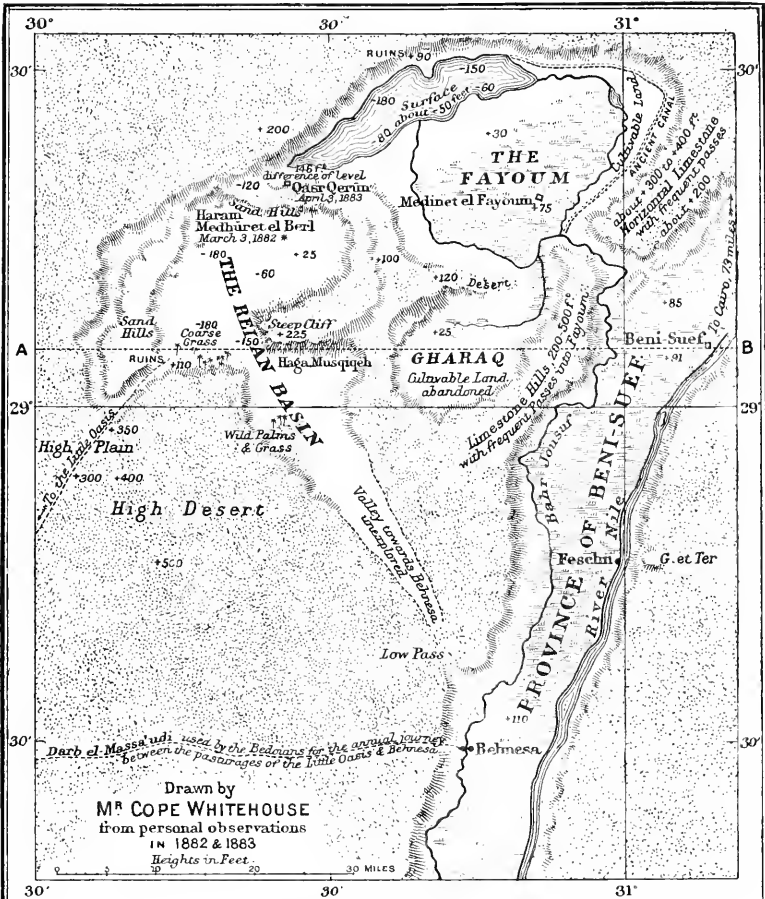 30°
30′
31°
30′
30′
RUINS +90
-150
-180
Surface
-60
80 about -50 feet
+200
+30
THE
FAYOUM
Cultivable Land
ANCIENT CANAL
146 ft
difference of level
Qasr Qerun
April 3, 1883
-120
Medinet el Fayoum
+75
about +300 to 400 ft
Horizontal Limestone
with frequent passes
about +200
Sand Hills
Haram
Medhûret el Berl
March 3, 1882 *
-180
+25
-60
+100
+120
Desert
THE REIAN BASIN
To Cairo, 73 miles
+85
Sand
Hills
-180
Coarse
Grass
-150
Steep Cliff
+225
+25
Beni-Suef
+91
A
B
RUINS
+110
Haga Musqiqeh
GHARAQ
Cultivable Land
abandoned
Limestone Hills 200-500 ft
with frequent Passes into Fayoum
29°
29°
To the Little Oasis
+350
High Plain
+300
+400
Wild Palms
& Grass
High Desert
+500
Valley towards Behnesa
unexplored
Bahr Jousuf
PROVINCE OF BENI-SUEF
River Nile
Feschn
G. et Ter
Low Pass
+110
30′
30′
Darb el-Massa'udi used by the Bedouins for the annual journey
between the pasturages of the Little Oasis & Behnesa
Behnesa
Drawn by
MR COPE WHITEHOUSE
from personal observations
IN 1882 & 1883
Heights in Feet.
0
10
20
30 MILES
30°
30′
31°